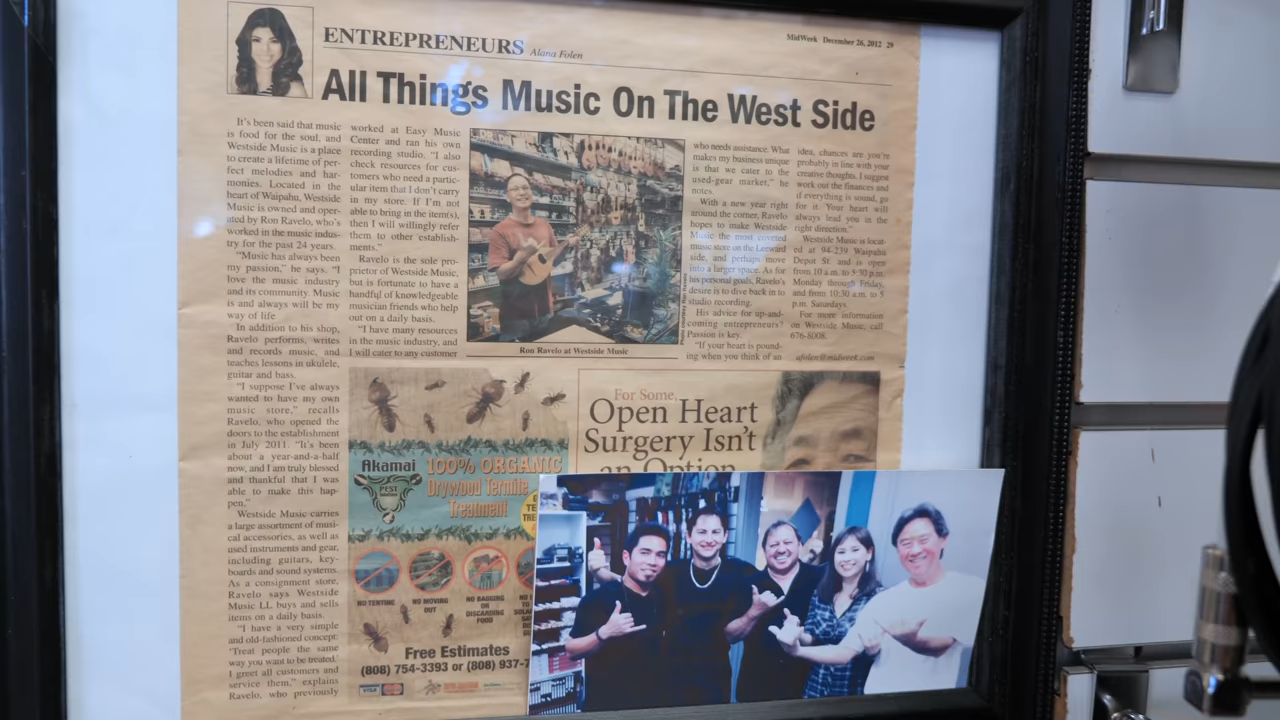 ENTREPRENEURS Alana Folen
MidWeek December 26, 2012 29
All Things Music On The West Side
It's been said that music
is food for the soul, and
Westside Music is a place
to create a lifetime of per-
fect melodies and har-
monies. Located in the
heart of Waipahu, Westside
Music is owned and oper-
ated by Ron Ravelo, who's
worked in the music indus-
try for the past 24 years.
"Music has always been
my passion," he says. "I
love the music industry
and its community. Music
is and always will be my
way of life
In addition to his shop,
Ravelo performs, writes
and records music, and
teaches lessons in ukulele,
guitar and bass.
"I suppose I've always
wanted to have my own
music store," recalls
Ravelo, who opened the
doors to the establishment
in July 2011. "It's been
about a year-and-a-half
now, and I am truly blessed
and thankful that I was
able to make this hap-
pen."
Westside Music carries
a large assortment of musi-
cal accessories, as well as
used instruments and gear,
including guitars, key-
boards and sound systems.
As a consignment store,
Ravelo says Westside
Music LL buys and sells
items on a daily basis.
"I have a very simple
and old-fashioned concept:
'Treat people the same
way you want to be treated.'
I greet all customers and
service them," explains
Ravelo, who previously
worked at Easy Music
Center and ran his own
recording studio. "I also
check resources for cus-
tomers who need a partic-
ular item that I don't carry
in my store. If I'm not
able to bring in the item(s),
then I will willingly refer
them to other establish-
ments."
Ravelo is the sole pro-
prietor of Westside Music,
but is fortunate to have a
handful of knowledgeable
musician friends who help
out on a daily basis.
"I have many resources
in the music industry, and
I will cater to any customer
Ron Ravelo at Westside Music
who needs assistance. What
makes my business unique
is that we cater to the
used-gear market," he
notes.
With a new year right
around the corner, Ravelo
hopes to make Westside
Music the most coveted
music store on the Leeward
side, and perhaps move
into a larger space. As for
his personal goals, Ravelo's
desire is to dive back in to
studio recording.
His advice for up-and-
coming entrepreneurs?
Passion is key.
"If your heart is pound-
ing when you think of an
idea, chances are you're
probably in line with your
creative thoughts. I suggest
work out the finances and
if everything is sound, go
for it. Your heart will
always lead you in the
right direction."
Westside Music is locat-
ed at 94-239 Waipahu
Depot St. and is open
from 10 a.m. to 5:30 p.m.
Monday through Friday,
and from 10:30 a.m. to 5
p.m. Saturdays.
For more information
on Westside Music, call
676-8008.
afolen@midweek.com
Akamai
PEST
100% ORGANIC
Drywood Termite
Treatment
NO TENTING
NO MOVING
OUT
NO BAGGING
OR
DISCARDING
FOOD
Free Estimates
(808) 754-3393 or (808) 937-7
VISA
For Some,
Open Heart
Surgery Isn't
an Option